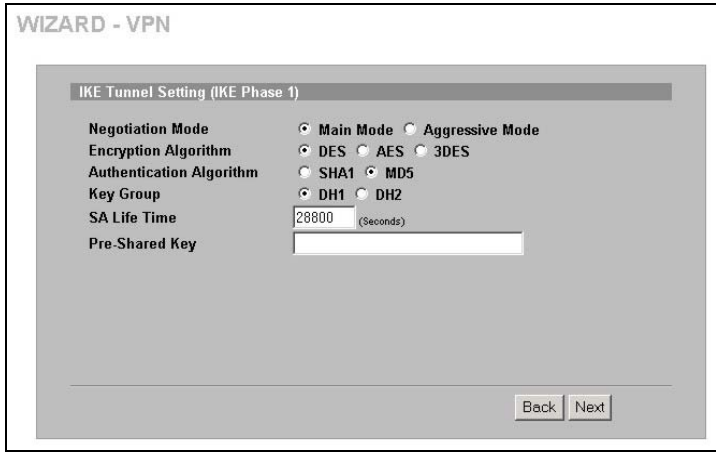 WIZARD - VPN
IKE Tunnel Setting (IKE Phase 1)
Negotiation Mode Main Mode Aggressive Mode
Encryption Algorithm DES AES 3DES
Authentication Algorithm SHA1 MD5
Key Group DH1 DH2
SA Life Time 28800 (Seconds)
Pre-Shared Key
Back Next